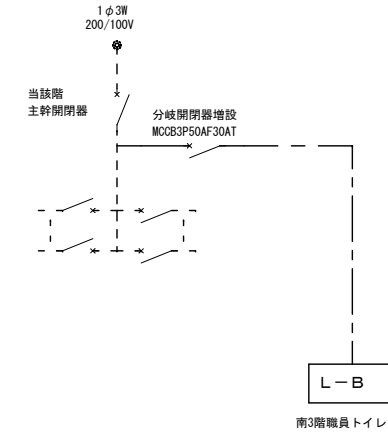 1φ3W
200/100V
当該階
主幹開閉器
分岐開閉器増設
MCCB3P50AF30AT
L－B
南3階職員トイレ